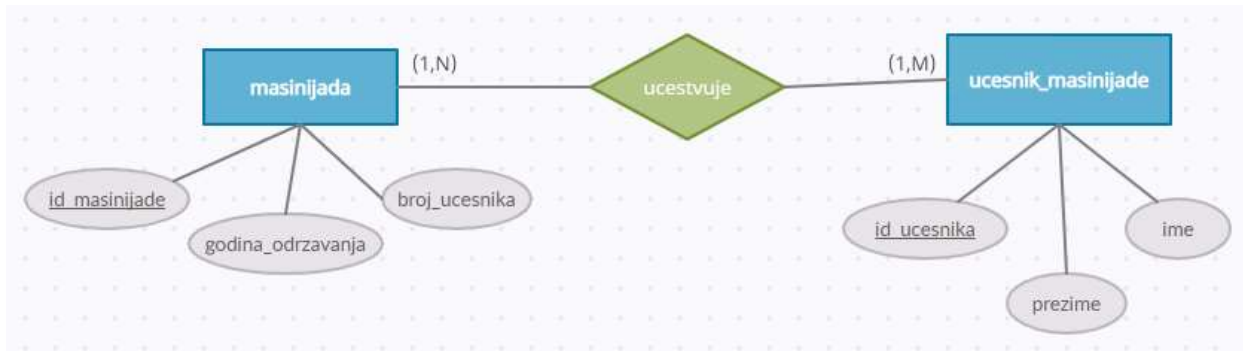 masinijada
(1,N)
ucestvuje
(1,M)
ucesnik_masinijade
id_masinijade
godina_odrzavanja
broj_ucesnika
id_ucesnika
prezime
ime